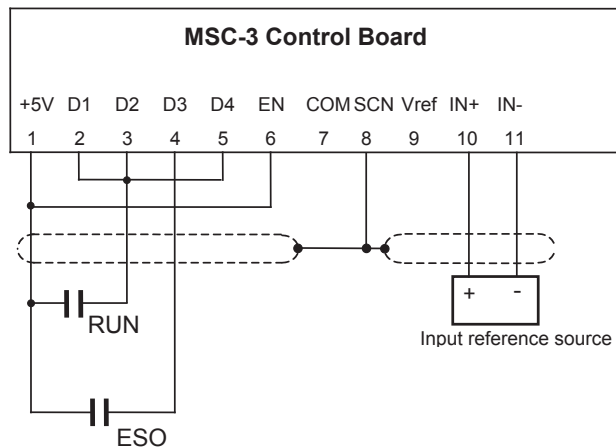 MSC-3 Control Board
+5V D1 D2 D3 D4 EN COM SCN Vref IN+ IN-
1 2 3 4 5 6 7 8 9 10 11
+ -
RUN
Input reference source
ESO